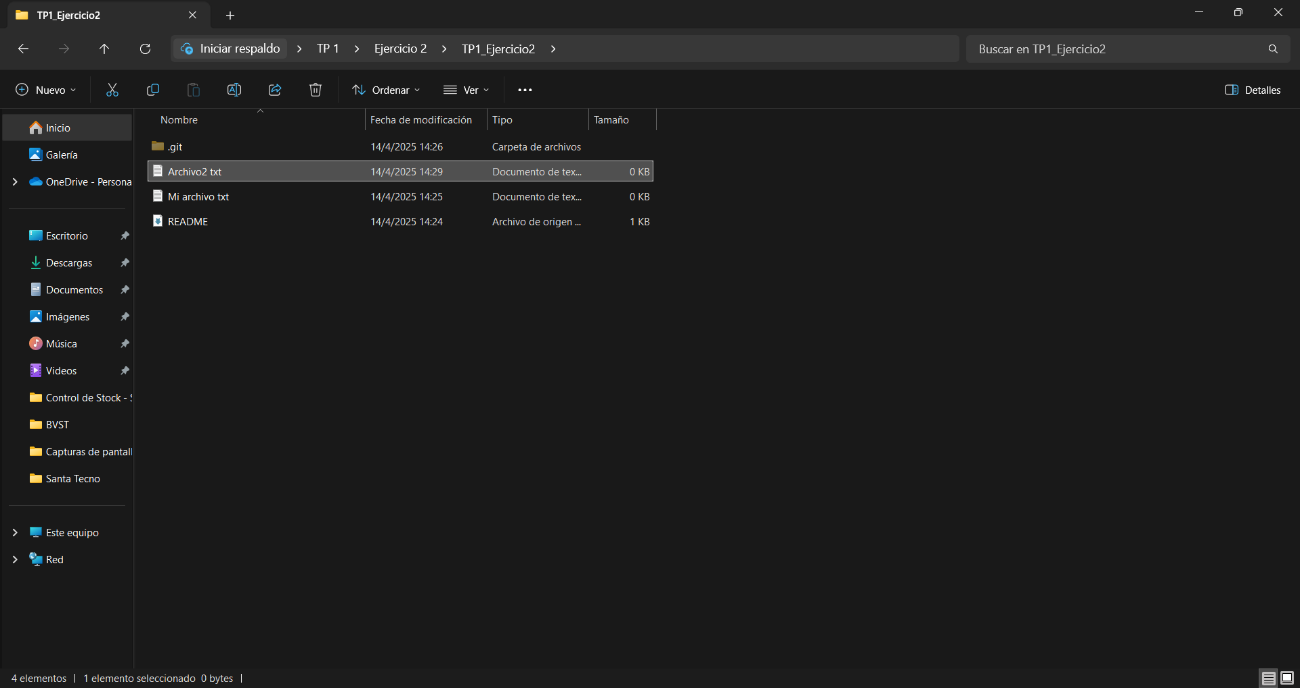 TP1_Ejercicio2
Iniciar respaldo > TP 1 > Ejercicio 2 > TP1_Ejercicio2 >
Buscar en TP1_Ejercicio2
Nuevo
Ordenar
Ver
Detalles
Inicio
Galería
OneDrive - Persona
Escritorio
Descargas
Documentos
Imágenes
Música
Videos
Control de Stock - S
BVST
Capturas de pantall
Santa Tecno
Este equipo
Red
Nombre Fecha de modificación Tipo Tamaño
.git 14/4/2025 14:26 Carpeta de archivos
Archivo2 txt 14/4/2025 14:29 Documento de tex... 0 KB
Mi archivo txt 14/4/2025 14:25 Documento de tex... 0 KB
README 14/4/2025 14:24 Archivo de origen ... 1 KB
4 elementos | 1 elemento seleccionado 0 bytes |